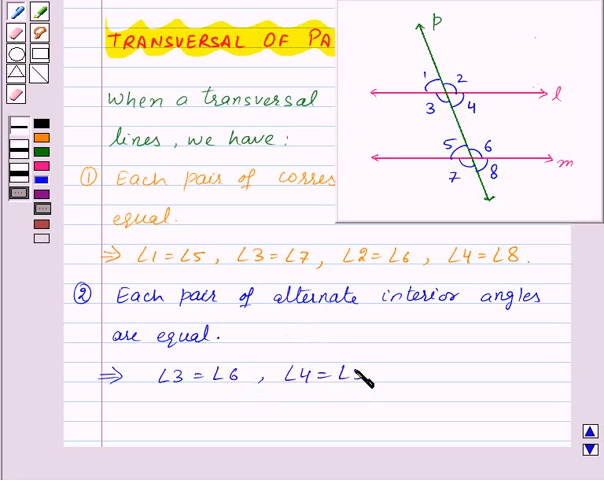 TRANSVERSAL OF PA
When a transversal
lines, we have:
① Each pair of corres
equal.
⇒ ∠1 = ∠5, ∠3 = ∠7, ∠2 = ∠6, ∠4 = ∠8.
② Each pair of alternate interior angles
are equal.
⇒ ∠3 = ∠6, ∠4 = ∠
p
1 2
l
3 4
5 6
m
7 8